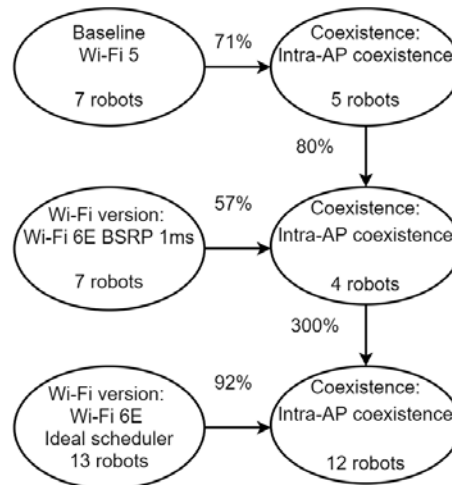 Baseline
Wi-Fi 5
7 robots
71%
Coexistence:
Intra-AP coexistence
5 robots
80%
Wi-Fi version:
Wi-Fi 6E BSRP 1ms
7 robots
57%
Coexistence:
Intra-AP coexistence
4 robots
300%
Wi-Fi version:
Wi-Fi 6E
Ideal scheduler
13 robots
92%
Coexistence:
Intra-AP coexistence
12 robots